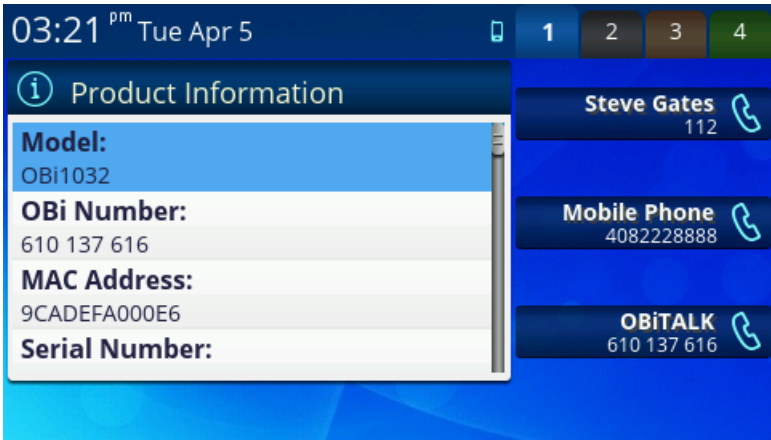 03:21 pm Tue Apr 5
1 2 3 4
Product Information
Model:
OBi1032
OBi Number:
610 137 616
MAC Address:
9CADEFA000E6
Serial Number:
Steve Gates
112
Mobile Phone
4082228888
OBiTALK
610 137 616